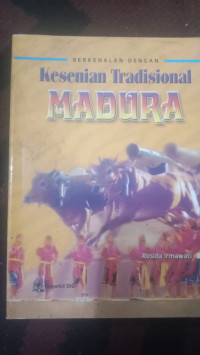 BERKENALAN DENGAN
Kesenian Tradisional
MADURA
Rosida Irmawati